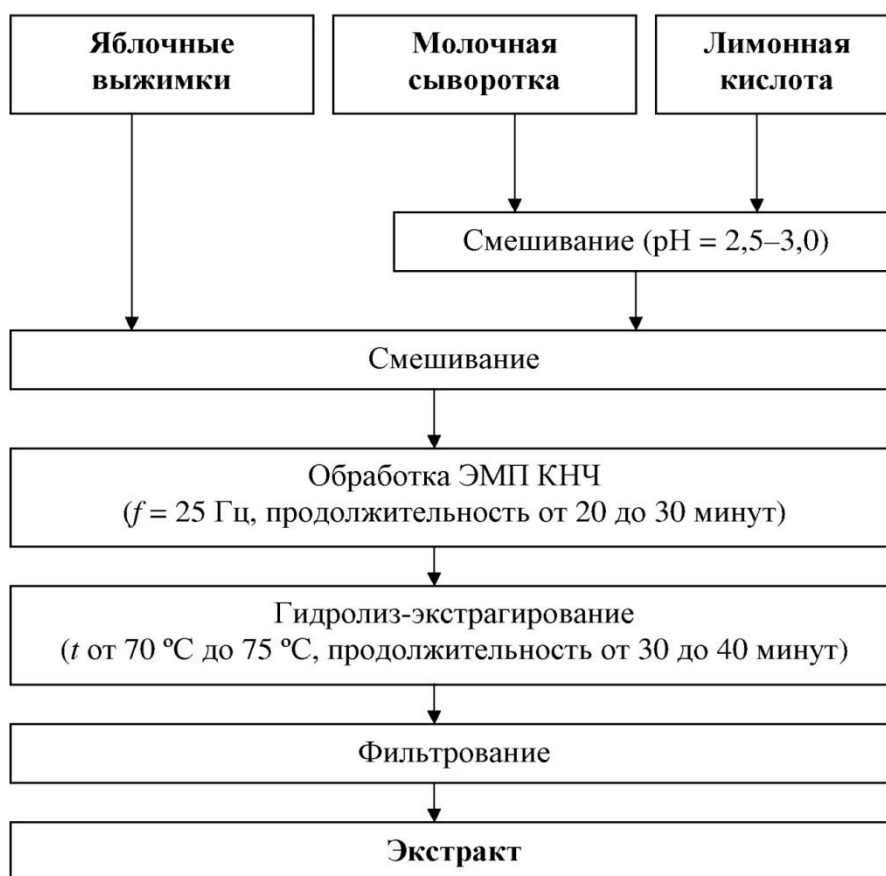 Яблочные
выжимки
Молочная
сыворотка
Лимонная
кислота
Смешивание (pH = 2,5–3,0)
Смешивание
Обработка ЭМП КНЧ
(f = 25 Гц, продолжительность от 20 до 30 минут)
Гидролиз-экстрагирование
(t от 70 ºС до 75 ºС, продолжительность от 30 до 40 минут)
Фильтрование
Экстракт